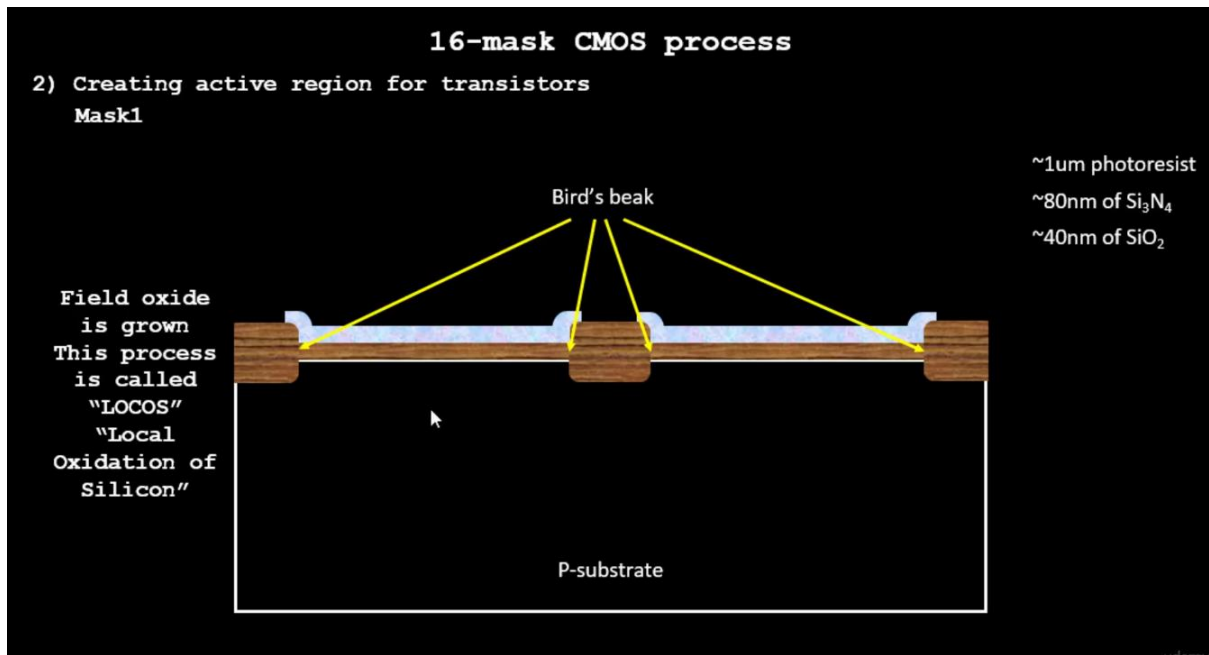 16-mask CMOS process
2) Creating active region for transistors
Mask1
~1um photoresist
~80nm of Si₃N₄
~40nm of SiO₂
Bird’s beak
Field oxide
is grown
This process
is called
“LOCOS”
“Local
Oxidation of
Silicon”
P-substrate